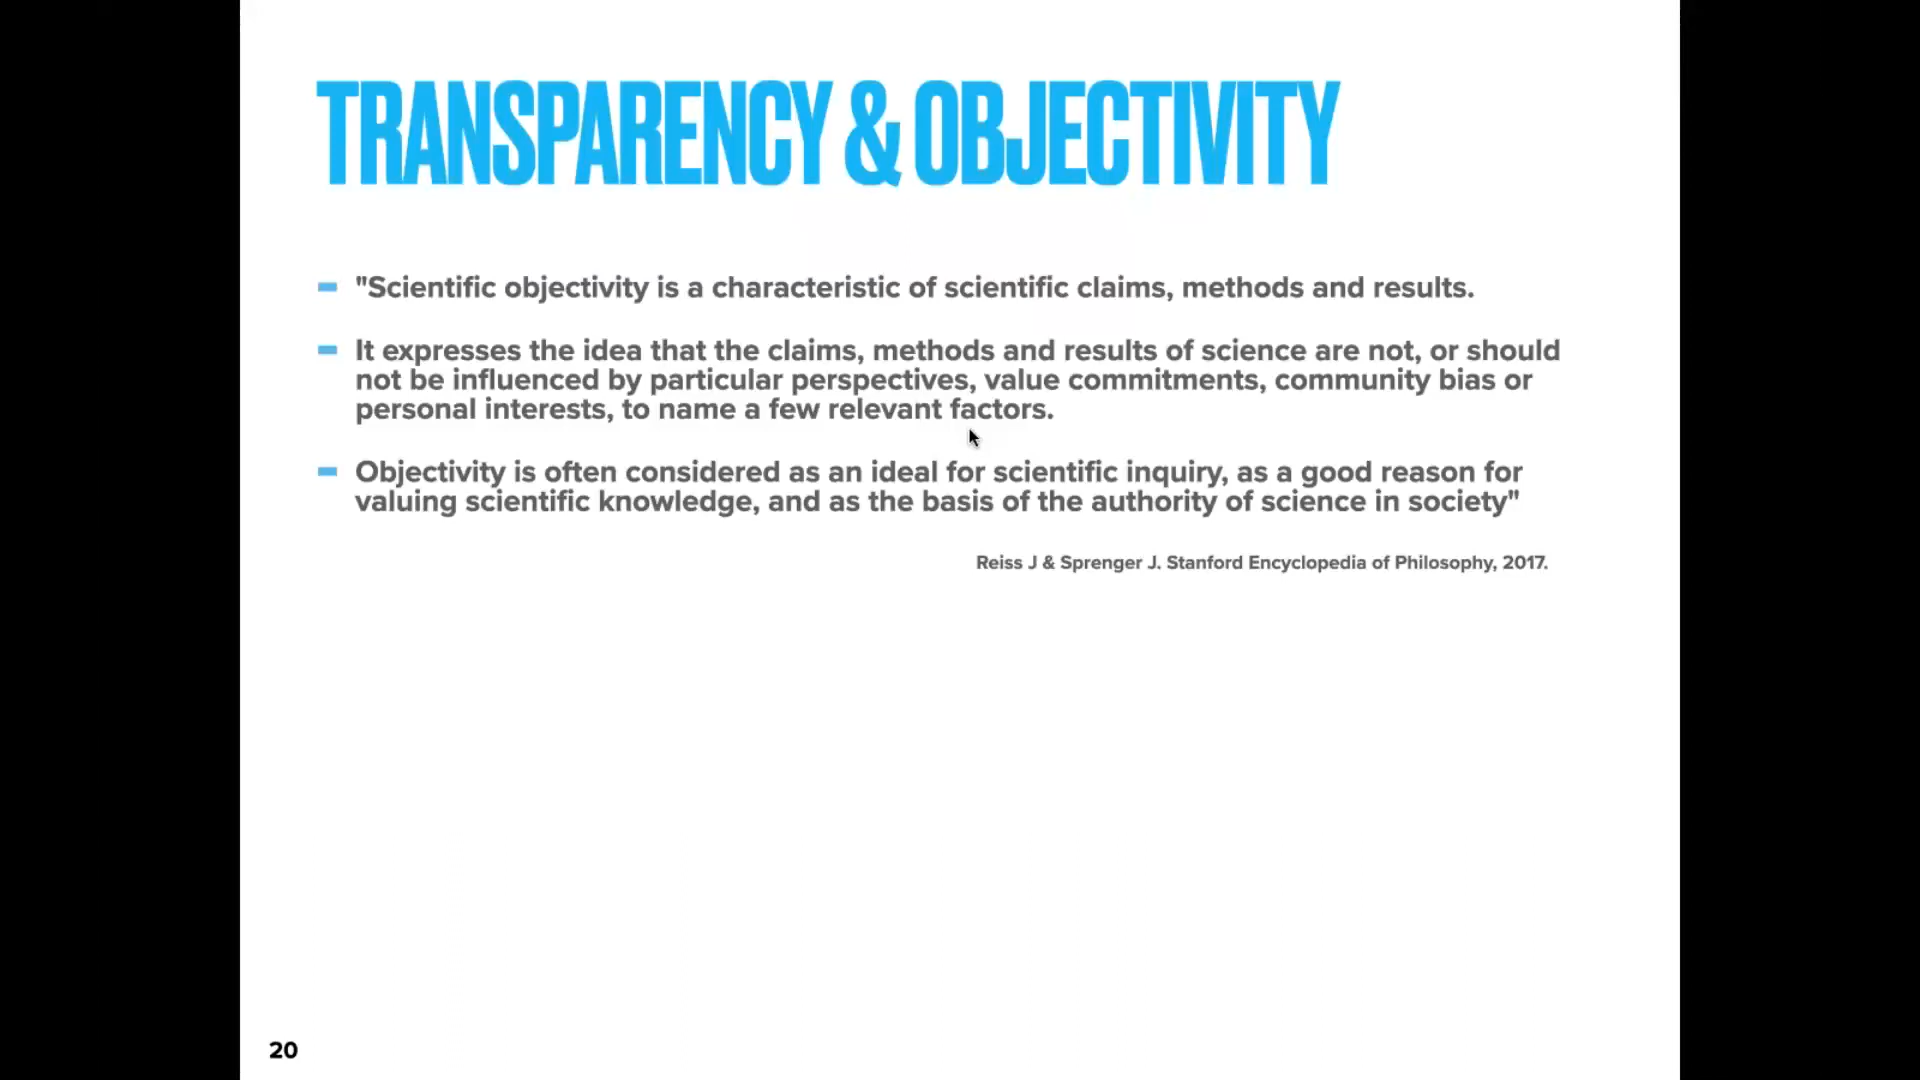 TRANSPARENCY & OBJECTIVITY
"Scientific objectivity is a characteristic of scientific claims, methods and results.
It expresses the idea that the claims, methods and results of science are not, or should
not be influenced by particular perspectives, value commitments, community bias or
personal interests, to name a few relevant factors.
Objectivity is often considered as an ideal for scientific inquiry, as a good reason for
valuing scientific knowledge, and as the basis of the authority of science in society"
Reiss J & Sprenger J. Stanford Encyclopedia of Philosophy, 2017.
20